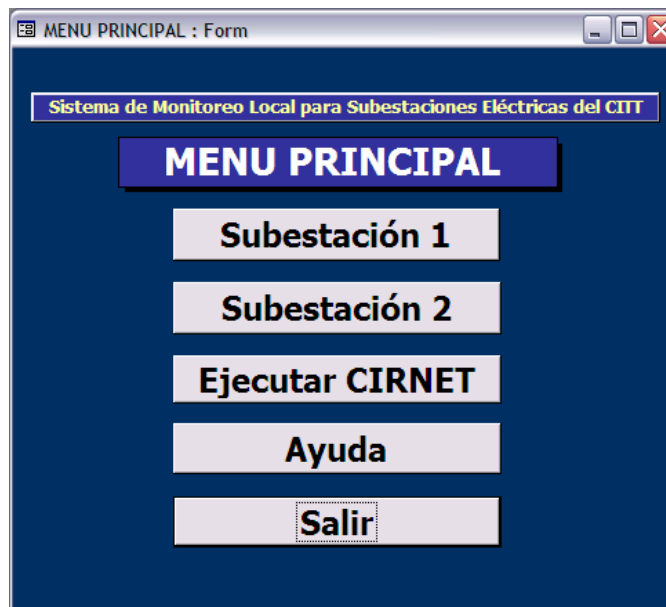 MENU PRINCIPAL : Form
Sistema de Monitoreo Local para Subestaciones Eléctricas del CITT
MENU PRINCIPAL
Subestación 1
Subestación 2
Ejecutar CIRNET
Ayuda
Salir